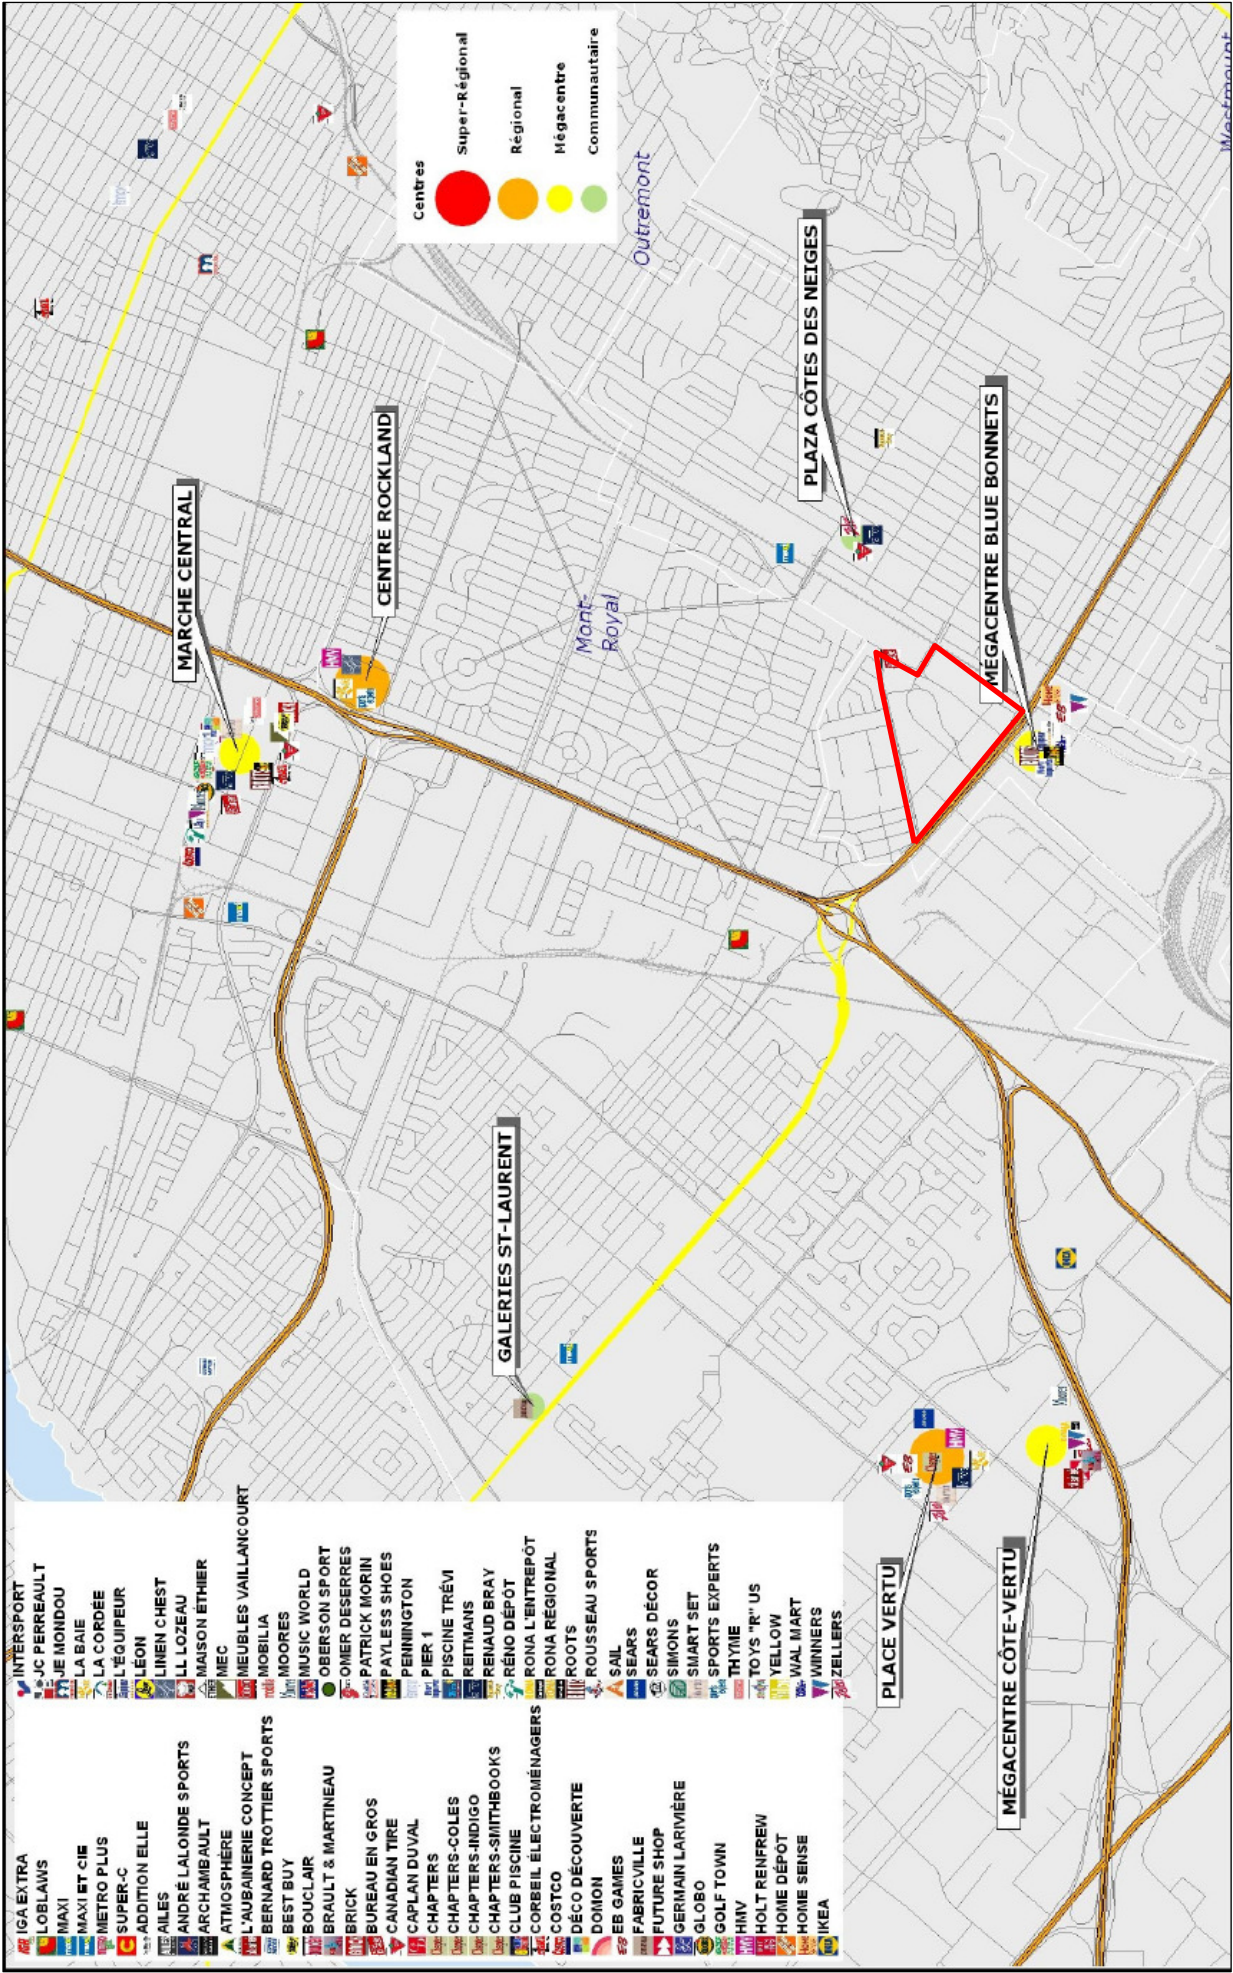 Centres
Super-Régional
Régional
Mégacentre
Communautaire
Outremont
Westmount
Mont-
Royal
MARCHE CENTRAL
CENTRE ROCKLAND
PLAZA CÔTES DES NEIGES
MÉGACENTRE BLUE BONNETS
GALERIES ST-LAURENT
PLACE VERTU
MÉGACENTRE CÔTE-VERTU
IGA EXTRA
LOBLAWS
MAXI
MAXI ET CIE
METRO PLUS
SUPER-C
ADDITION ELLE
AILES
ANDRÉ LALONDE SPORTS
ARCHAMBAULT
ATMOSPHÈRE
L'AUBAINERIE CONCEPT
BERNARD TROTTIER SPORTS
BEST BUY
BOUCLAIR
BRAULT & MARTINEAU
BRICK
BUREAU EN GROS
CANADIAN TIRE
CAPLAN DUVAL
CHAPTERS
CHAPTERS-COLES
CHAPTERS-INDIGO
CHAPTERS-SMITHBOOKS
CLUB PISCINE
CORBEIL ÉLECTROMÉNAGERS
COSTCO
DÉCO DÉCOUVERTE
DOMON
EB GAMES
FABRICVILLE
FUTURE SHOP
GERMAIN LARIVIÈRE
GLOBO
GOLF TOWN
HMV
HOLT RENFREW
HOME DÉPÔT
HOME SENSE
IKEA
INTERSPORT
JC PERREAULT
JE MONIDOU
LA BAIE
LA CORDÉE
L'ÉQUIPEUR
LÉON
LINEN CHEST
LL LOZEAU
MAISON ÉTHIER
MEC
MEUBLES VAILLANCOURT
MOBILIA
MOORES
MUSIC WORLD
OBERSON SPORT
OMER DESERRES
PATRICK MORIN
PAYLESS SHOES
PENNINGTON
PIER 1
PISCINE TRÉVI
REITMANS
RENAUD BRAY
RÉNO DÉPÔT
RONA L'ENTREPÔT
RONA RÉGIONAL
ROOTS
ROUSSEAU SPORTS
SAIL
SEARS
SEARS DÉCOR
SIMONS
SMART SET
SPORTS EXPERTS
THYME
TOYS "R" US
YELLOW
WAL MART
WINNERS
ZELLERS